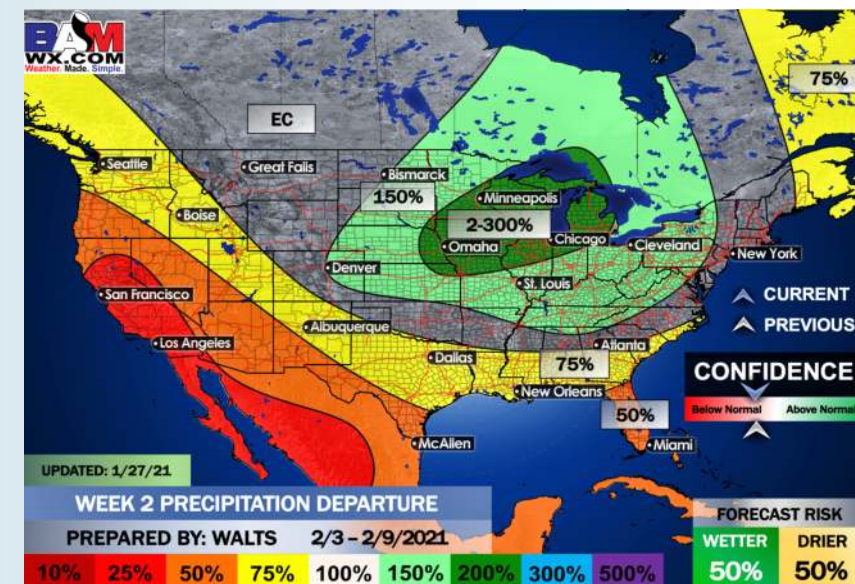 BAM
WX.COM
Weather. Made. Simple.
75%
EC
Seattle
Great Falls
Bismarck
150%
Minneapolis
Boise
2-300%
Omaha
Chicago
Cleveland
New York
Denver
St. Louis
San Francisco
CURRENT
PREVIOUS
Albuquerque
Los Angeles
Atlanta
Dallas
75%
CONFIDENCE
New Orleans
Below Normal
Above Normal
50%
McAllen
Miami
UPDATED: 1/27/21
WEEK 2 PRECIPITATION DEPARTURE
PREPARED BY: WALTS 2/3 – 2/9/2021
FORECAST RISK
WETTER
DRIER
50%
50%
10% 25% 50% 75% 100% 150% 200% 300% 500%